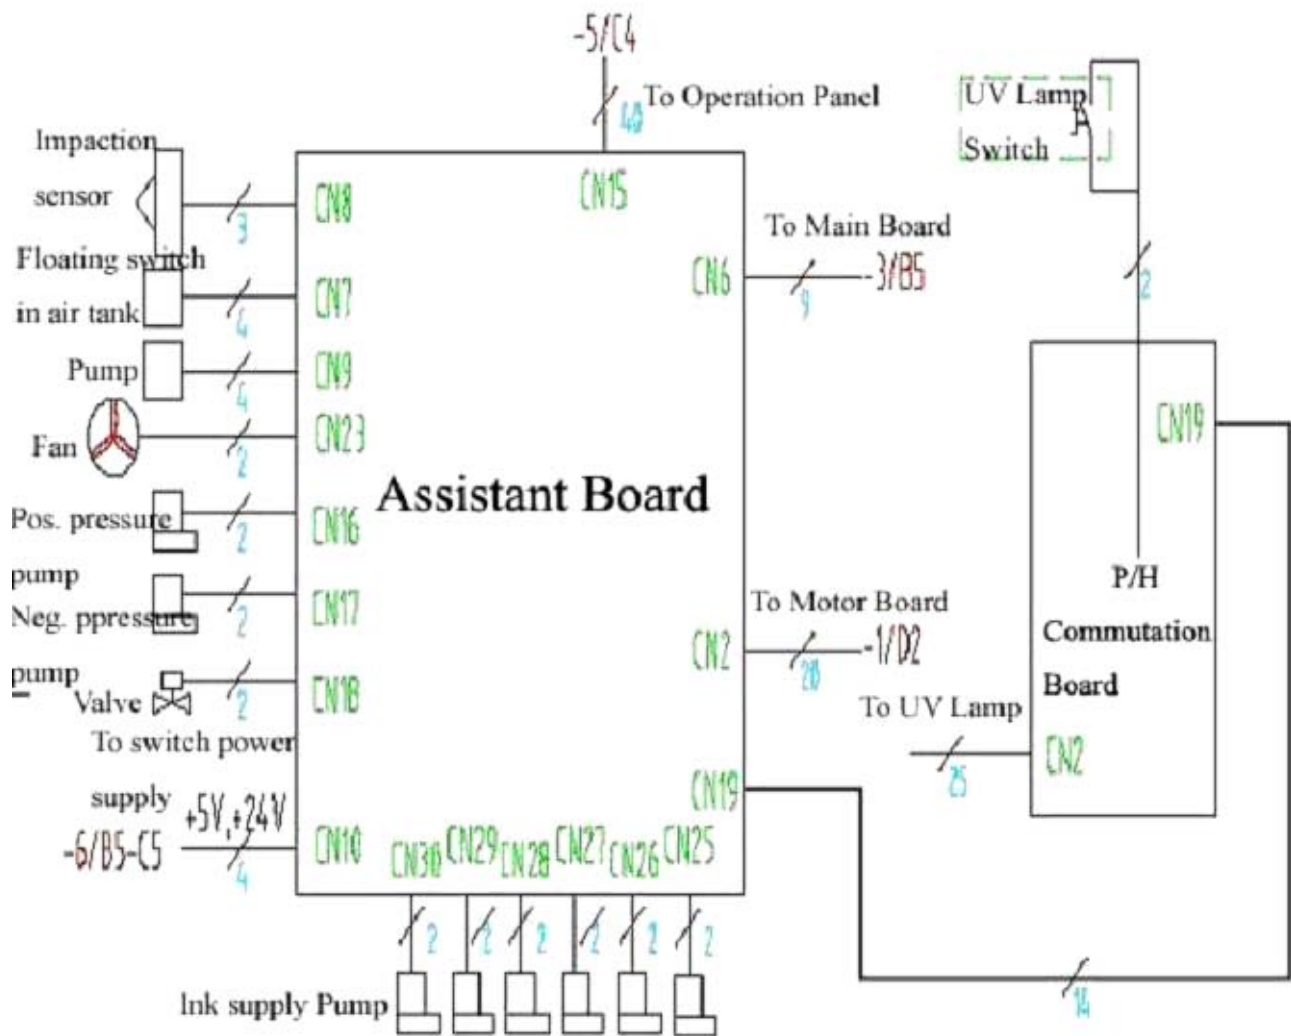 -5/C4
To Operation Panel
40
UV Lamp
Switch
Impaction
sensor
3
CN8
CN15
To Main Board
CN6
-3/B5
9
2
Floating switch
in air tank
4
CN7
Pump
4
CN9
CN19
Fan
2
CN23
Assistant Board
Pos. pressure
pump
2
CN16
P/H
Commutation
Board
Neg. ppressure
pump
2
CN17
To Motor Board
CN2
-1/D2
20
Valve
2
CN18
To UV Lamp
25
CN2
To switch power
supply
+5V,+24V
-6/B5-C5
4
CN10
CN19
CN30 CN29 CN28 CN27 CN26 CN25
2 2 2 2 2 2
14
Ink supply Pump